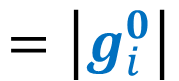 = |g_i^0